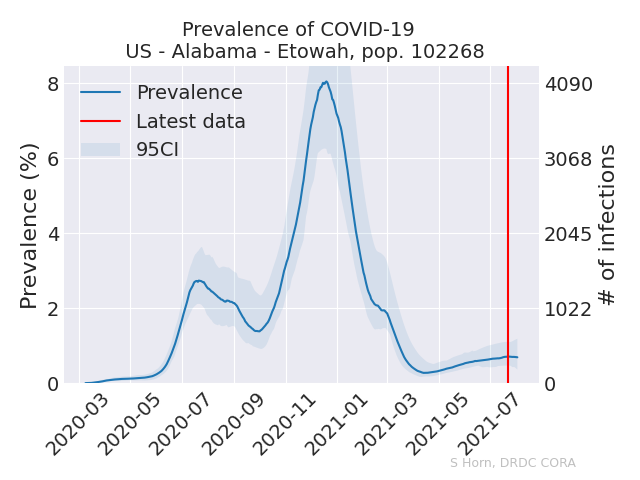 Prevalence of COVID-19
US - Alabama - Etowah, pop. 102268
Prevalence
Latest data
95CI
Prevalence (%)
8
6
4
2
0
4090
3068
2045
1022
0
# of infections
2020-03
2020-05
2020-07
2020-09
2020-11
2021-01
2021-03
2021-05
2021-07
S Horn, DRDC CORA